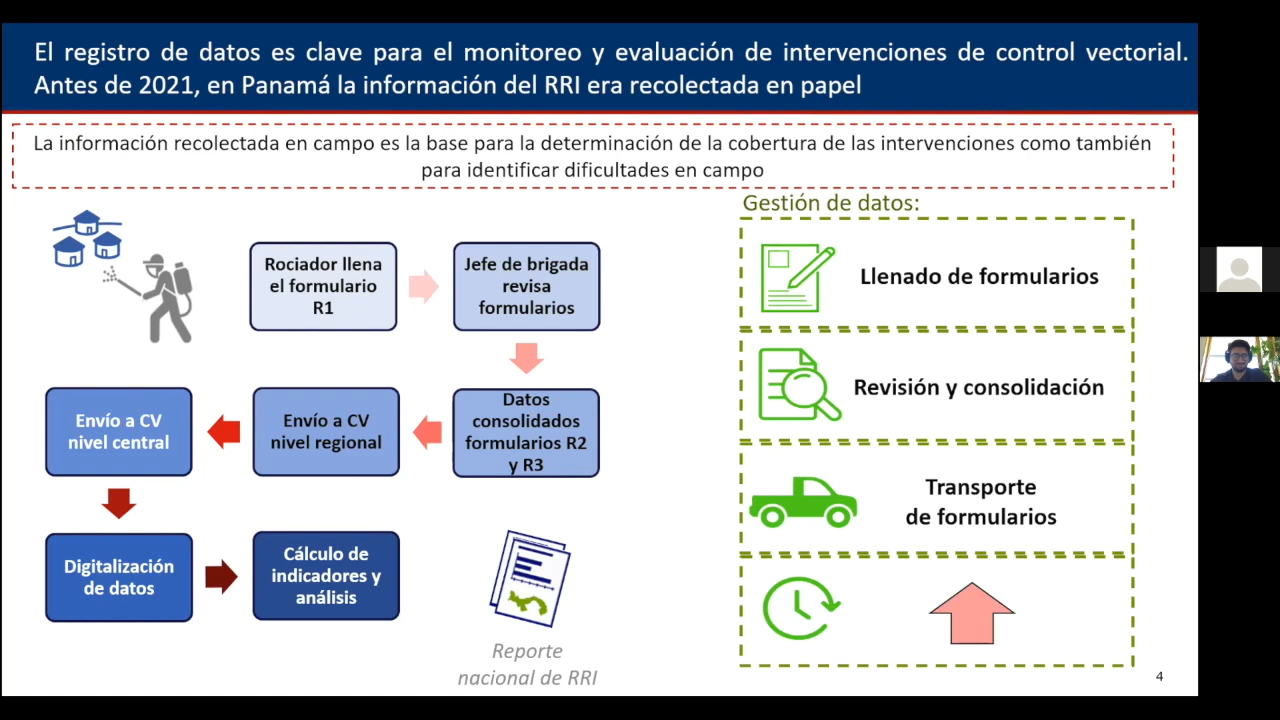 El registro de datos es clave para el monitoreo y evaluación de intervenciones de control vectorial.
Antes de 2021, en Panamá la información del RRI era recolectada en papel
La información recolectada en campo es la base para la determinación de la cobertura de las intervenciones como también
para identificar dificultades en campo
Rociador llena
el formulario
R1
Jefe de brigada
revisa
formularios
Datos
consolidados
formularios R2
y R3
Envío a CV
nivel regional
Envío a CV
nivel central
Digitalización
de datos
Cálculo de
indicadores y
análisis
Reporte
nacional de RRI
Gestión de datos:
Llenado de formularios
Revisión y consolidación
Transporte
de formularios
4